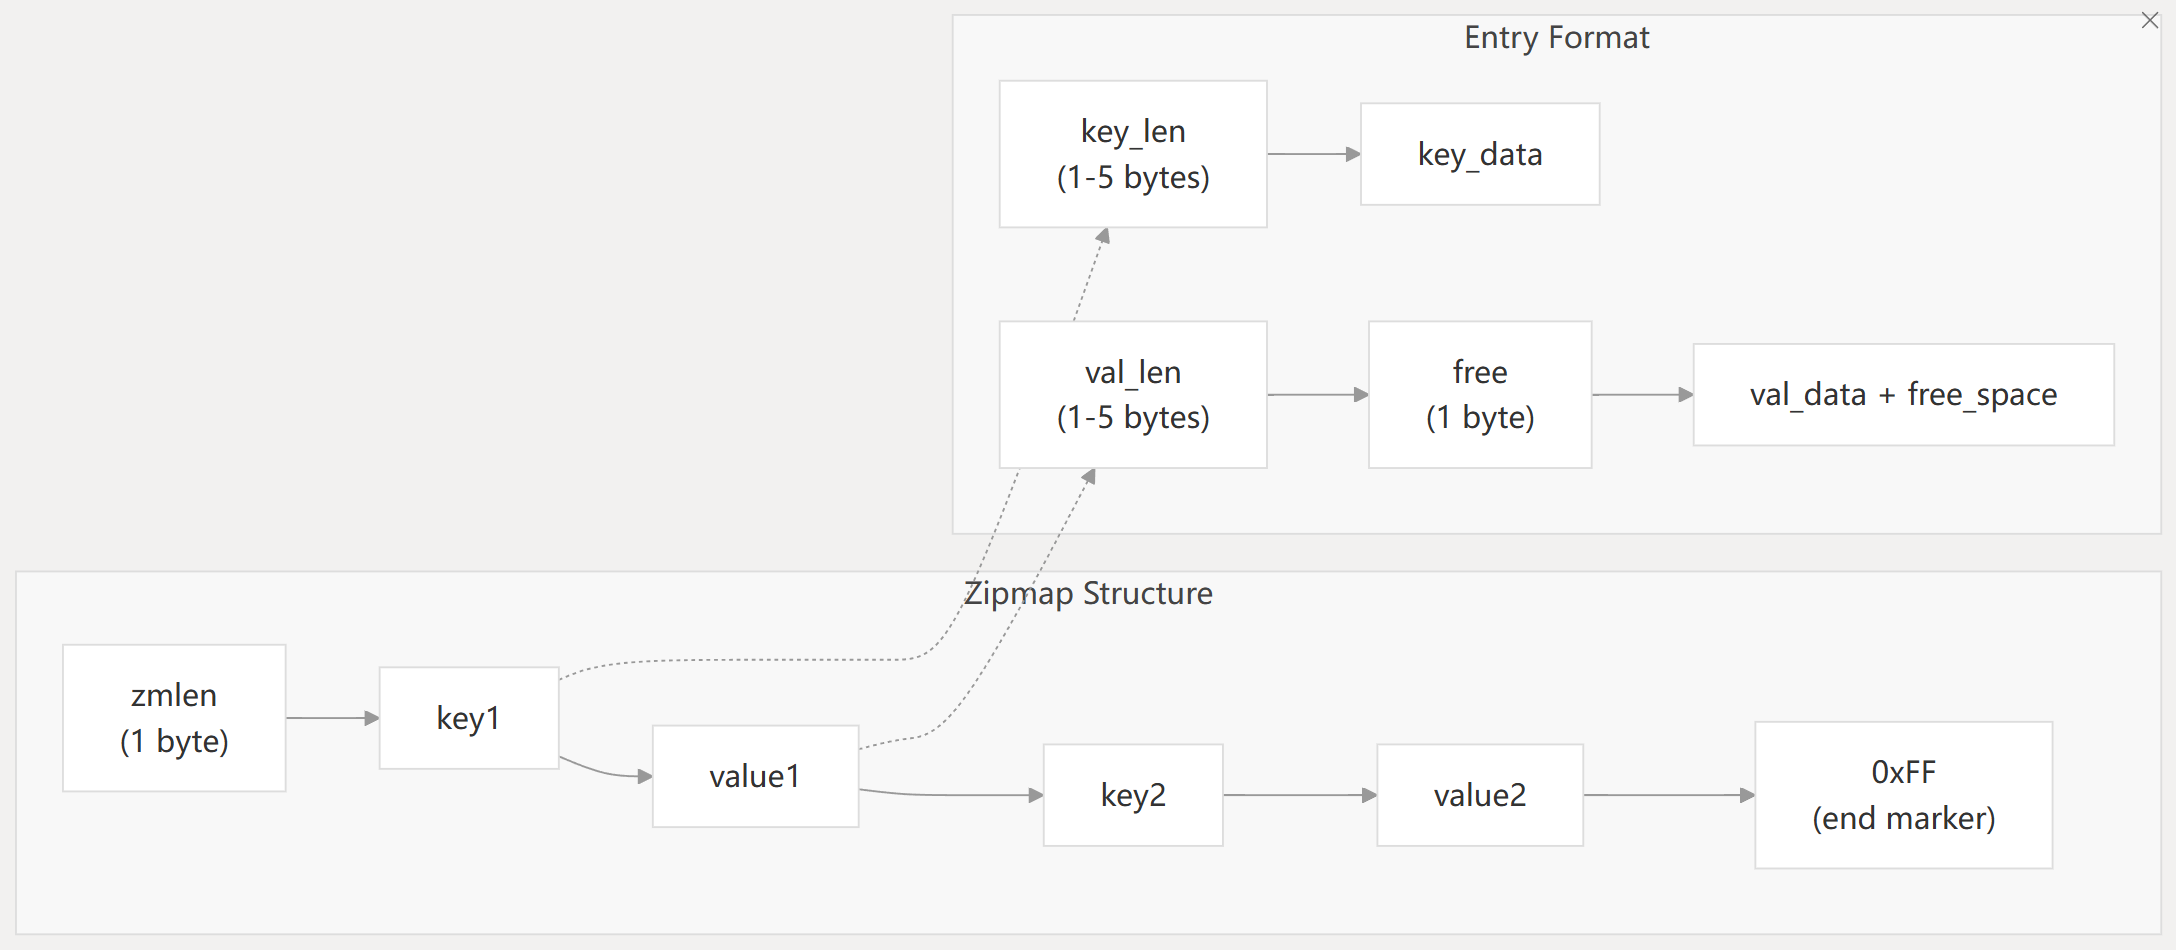 Entry Format
key_len
(1-5 bytes)
key_data
val_len
(1-5 bytes)
free
(1 byte)
val_data + free_space
Zipmap Structure
zmlen
(1 byte)
key1
value1
key2
value2
0xFF
(end marker)